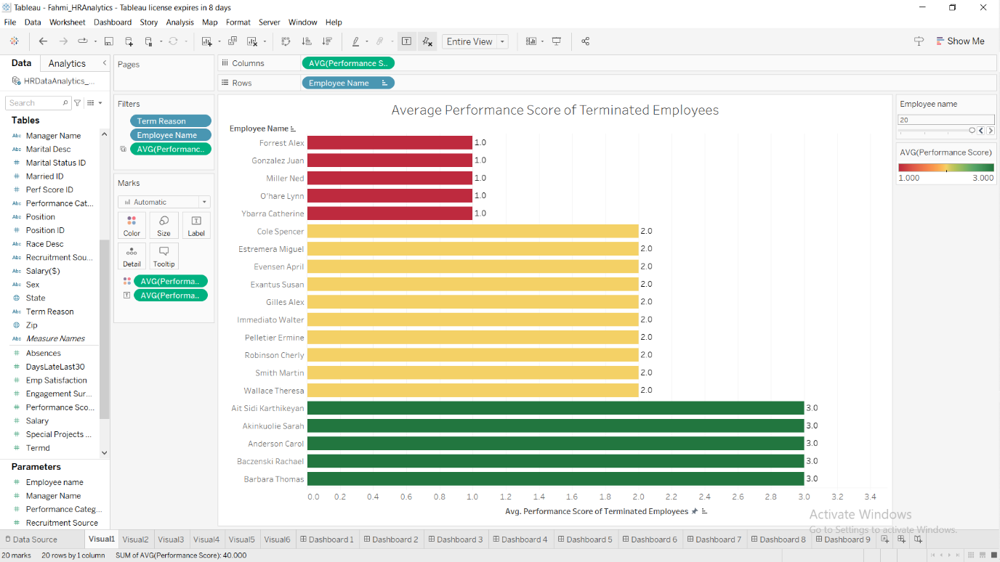 Tableau - Fahmi_HRAnalytics - Tableau license expires in 8 days
File Data Worksheet Dashboard Story Analysis Map Format Server Window Help
Entire View
Show Me
Data Analytics
HRDataAnalytics_...
Search
Tables
Abc Manager Name
Abc Marital Desc
# Marital Status ID
# Married ID
# Perf Score ID
Abc Performance Cat...
Abc Position
# Position ID
Abc Race Desc
Abc Recruitment Sou...
Abc Salary($)
Abc Sex
State
Abc Term Reason
Zip
Abc Measure Names
# Absences
# DaysLateLast30
# Emp Satisfaction
# Engagement Sur...
# Performance Sco...
# Salary
# Special Projects ...
# Termd
Parameters
# Employee name
# Manager Name
# Performance Categ...
# Recruitment Source
Pages
Filters
Term Reason
Employee Name
AVG(Performanc..
Marks
Automatic
Color Size Label
Detail Tooltip
AVG(Performa..
AVG(Performa..
Columns AVG(Performance S..
Rows Employee Name
Average Performance Score of Terminated Employees
Employee Name
Forrest Alex 1.0
Gonzalez Juan 1.0
Miller Ned 1.0
O'hare Lynn 1.0
Ybarra Catherine 1.0
Cole Spencer 2.0
Estremera Miguel 2.0
Evensen April 2.0
Exantus Susan 2.0
Gilles Alex 2.0
Immediato Walter 2.0
Pelletier Ermine 2.0
Robinson Cherly 2.0
Smith Martin 2.0
Wallace Theresa 2.0
Ait Sidi Karthikeyan 3.0
Akinkuolie Sarah 3.0
Anderson Carol 3.0
Baczenski Rachael 3.0
Barbara Thomas 3.0
0.0 0.2 0.4 0.6 0.8 1.0 1.2 1.4 1.6 1.8 2.0 2.2 2.4 2.6 2.8 3.0 3.2 3.4
Avg. Performance Score of Terminated Employees
Employee name
20
AVG(Performance Score)
1.000 3.000
Activate Windows
Go to Settings to activate Windows.
Data Source Visual1 Visual2 Visual3 Visual4 Visual5 Visual6 Dashboard 1 Dashboard 2 Dashboard 3 Dashboard 4 Dashboard 5 Dashboard 6 Dashboard 7 Dashboard 8 Dashboard 9
20 marks 20 rows by 1 column SUM of AVG(Performance Score): 40.000